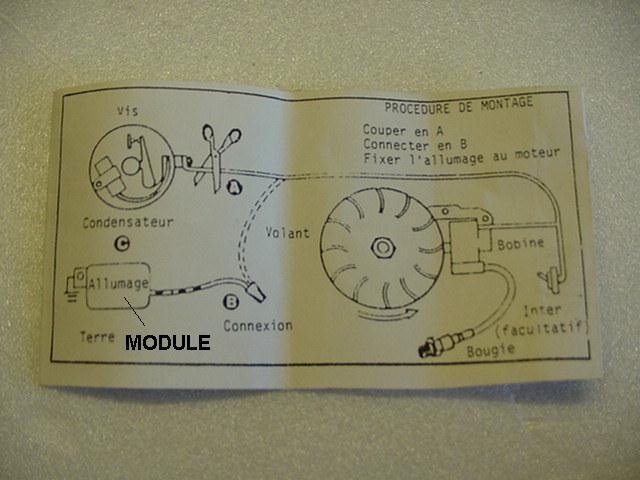 PROCEDURE DE MONTAGE
Couper en A
Connecter en B
Fixer l'allumage au moteur
Vis
A
Condensateur
C
Volant
Bobine
Allumage
B
Connexion
Terre
MODULE
Inter
(facultatif)
Bougie